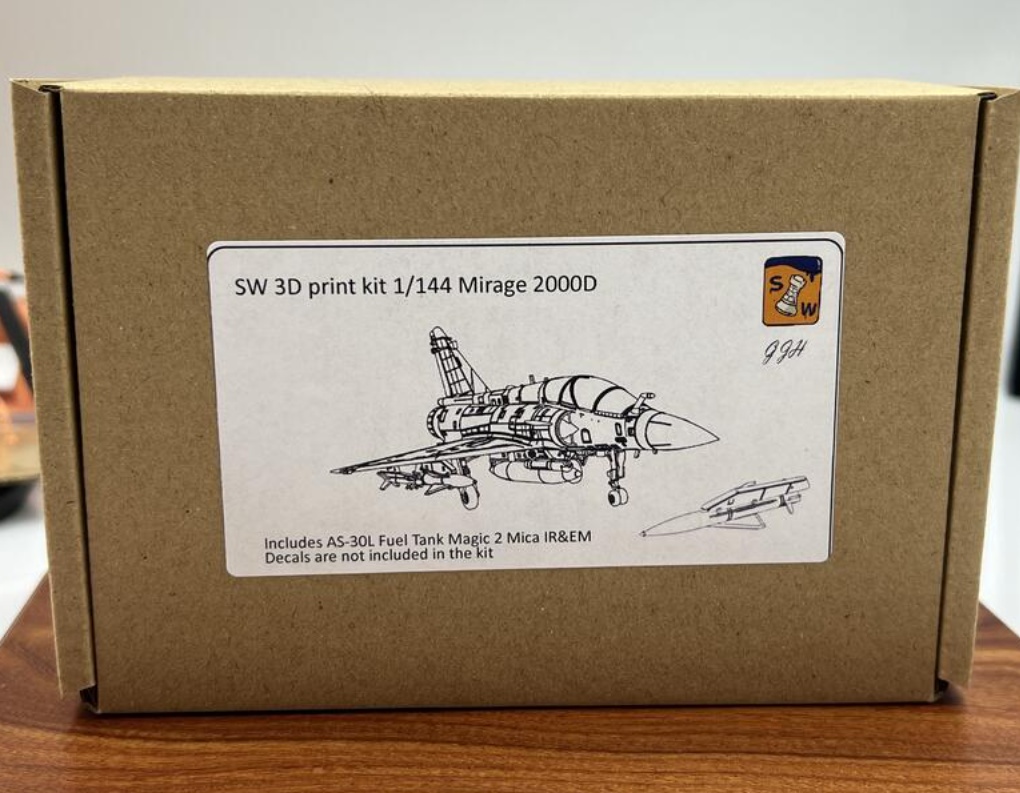 SW 3D print kit 1/144 Mirage 2000D
S T
W
GJH
Includes AS-30L Fuel Tank Magic 2 Mica IR&EM
Decals are not included in the kit